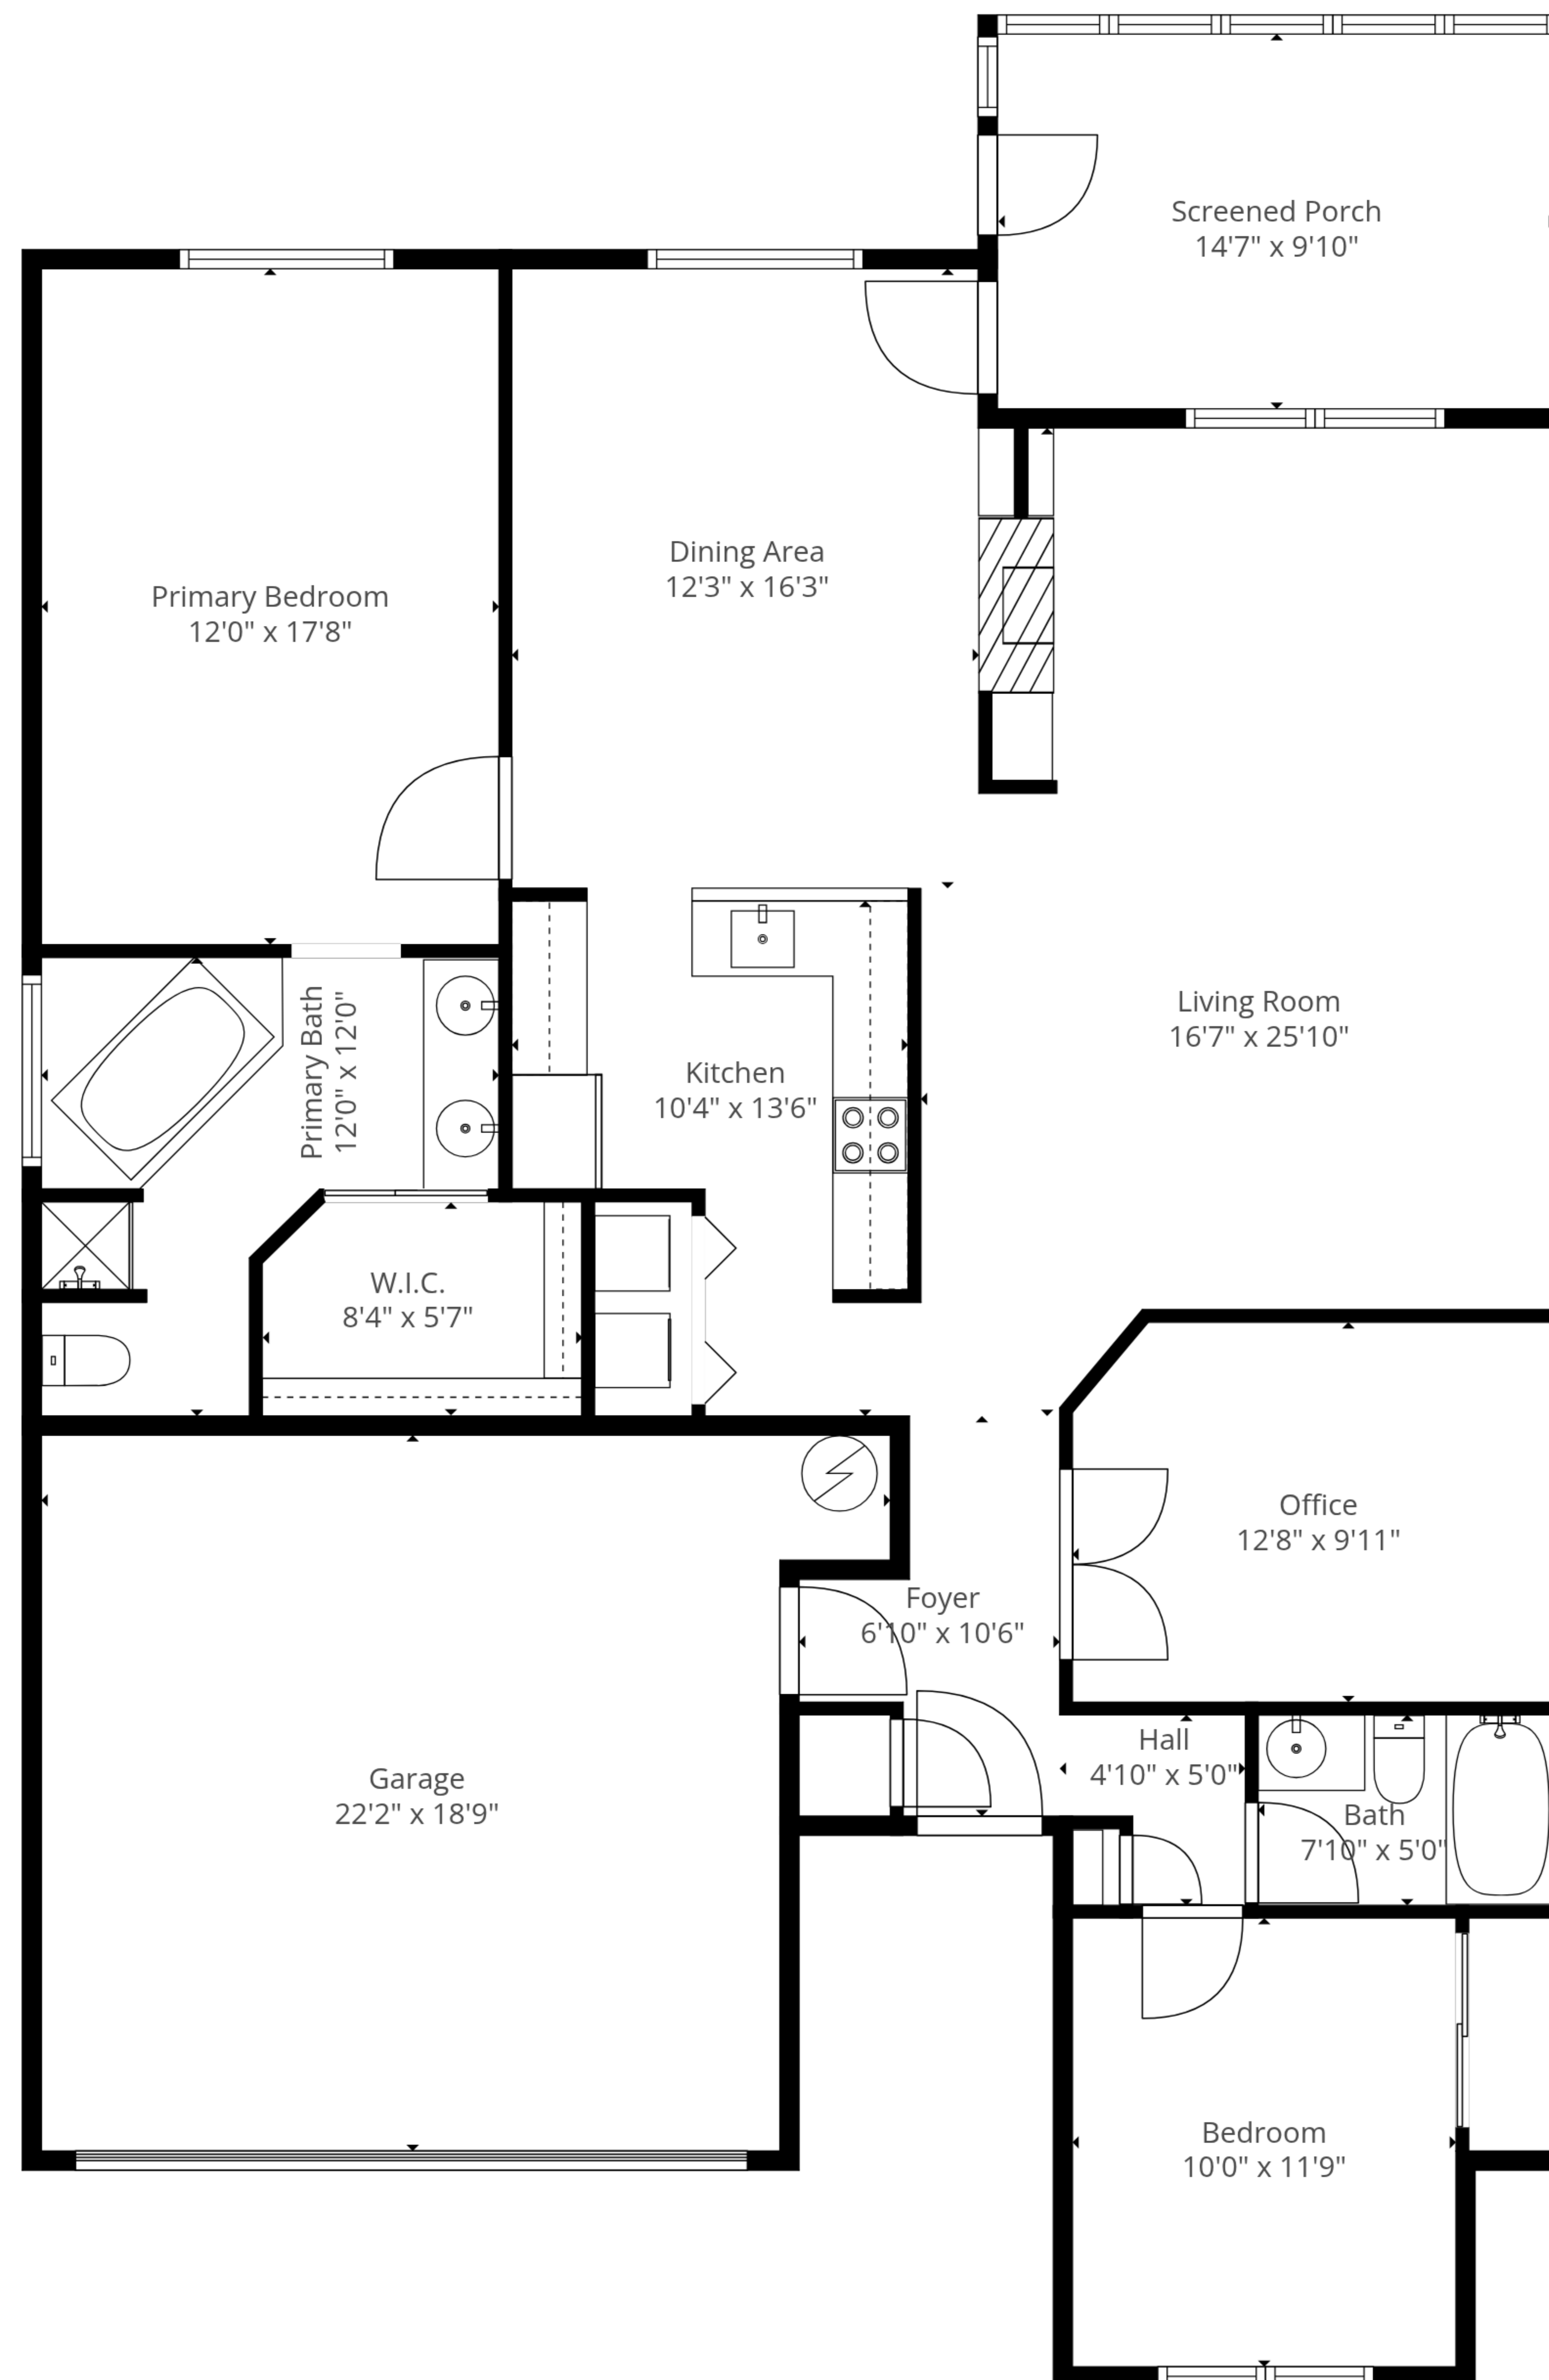 Screened Porch
14'7" x 9'10"
Dining Area
12'3" x 16'3"
Primary Bedroom
12'0" x 17'8"
Living Room
16'7" x 25'10"
Primary Bath
12'0" x 12'0"
Kitchen
10'4" x 13'6"
W.I.C.
8'4" x 5'7"
Office
12'8" x 9'11"
Foyer
6'10" x 10'6"
Hall
4'10" x 5'0"
Garage
22'2" x 18'9"
Bath
7'10" x 5'0"
Bedroom
10'0" x 11'9"